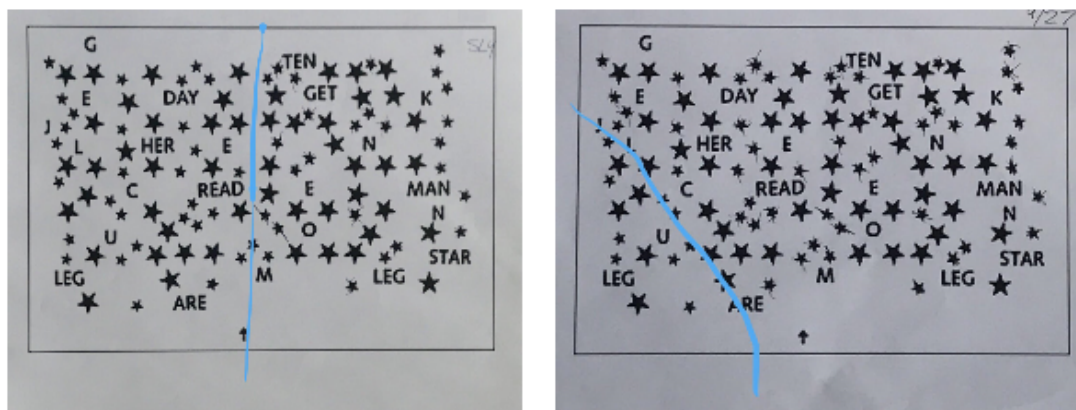 G
TEN
E DAY GET K
J
L HER E N
C READ E MAN
N
U O
STAR
LEG M LEG
ARE
G
TEN
E DAY GET K
L HER E N
C READ E MAN
N
U O
STAR
LEG M LEG
ARE